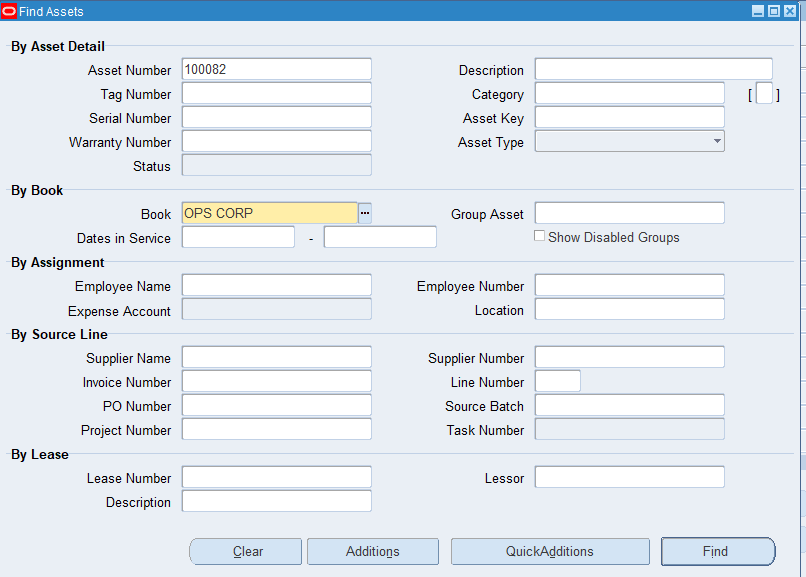 Find Assets
By Asset Detail
Asset Number 100082 Description
Tag Number Category [ ]
Serial Number Asset Key
Warranty Number Asset Type
Status
By Book
Book OPS CORP ... Group Asset
Dates in Service - Show Disabled Groups
By Assignment
Employee Name Employee Number
Expense Account Location
By Source Line
Supplier Name Supplier Number
Invoice Number Line Number
PO Number Source Batch
Project Number Task Number
By Lease
Lease Number Lessor
Description
Clear Additions QuickAdditions Find